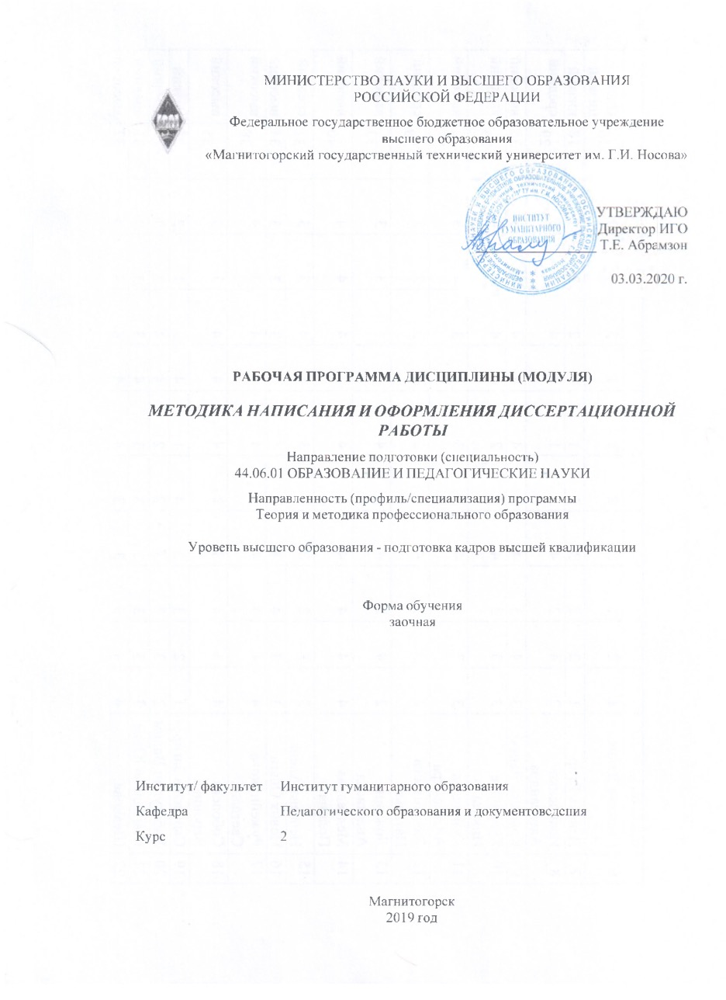 МИНИСТЕРСТВО НАУКИ И ВЫСШЕГО ОБРАЗОВАНИЯ
РОССИЙСКОЙ ФЕДЕРАЦИИ
Федеральное государственное бюджетное образовательное учреждение
высшего образования
«Магнитогорский государственный технический университет им. Г.И. Носова»
УТВЕРЖДАЮ
Директор ИГО
Т.Е. Абрамзон
03.03.2020 г.
ИНСТИТУТ
ГУМАНИТАРНОГО
ОБРАЗОВАНИЯ
РАБОЧАЯ ПРОГРАММА ДИСЦИПЛИНЫ (МОДУЛЯ)
МЕТОДИКА НАПИСАНИЯ И ОФОРМЛЕНИЯ ДИССЕРТАЦИОННОЙ
РАБОТЫ
Направление подготовки (специальность)
44.06.01 ОБРАЗОВАНИЕ И ПЕДАГОГИЧЕСКИЕ НАУКИ
Направленность (профиль/специализация) программы
Теория и методика профессионального образования
Уровень высшего образования - подготовка кадров высшей квалификации
Форма обучения
заочная
Институт/ факультет Институт гуманитарного образования
Кафедра Педагогического образования и документоведения
Курс 2
Магнитогорск
2019 год